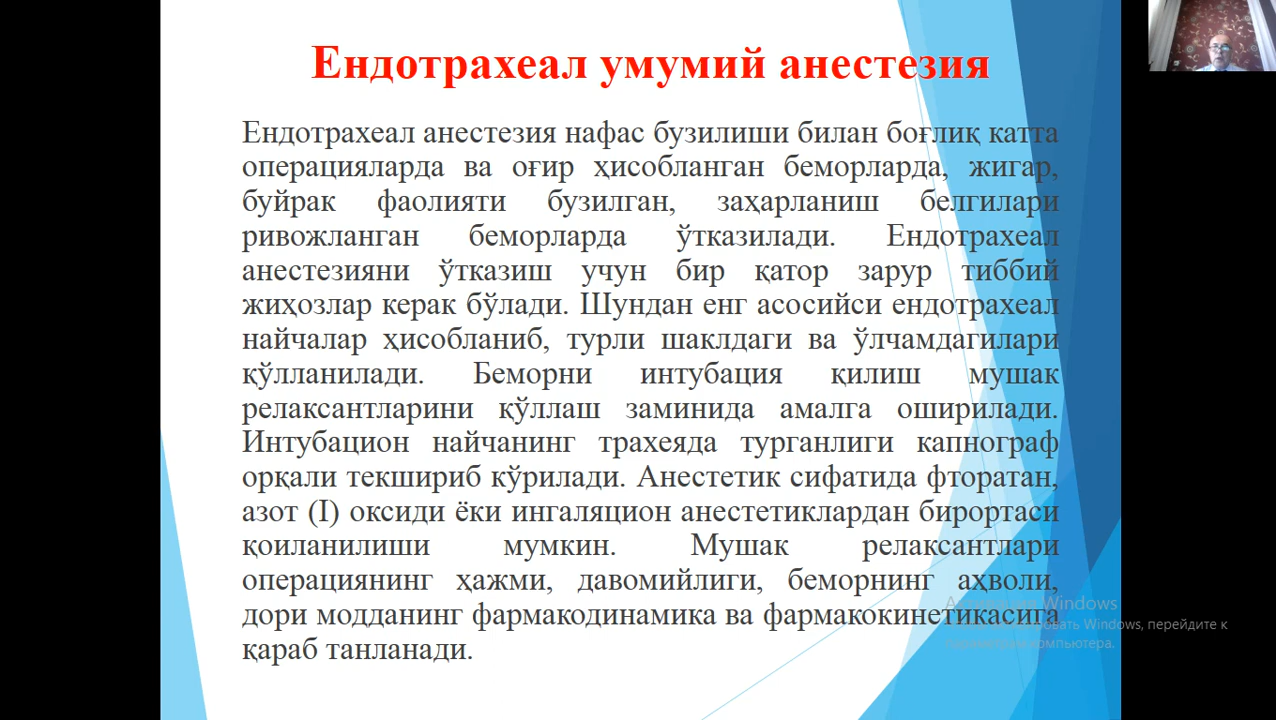 Ендотрахеал умумий анестезия
Ендотрахеал анестезия нафас бузилиши билан боғлиқ катта
операцияларда ва оғир ҳисобланган беморларда, жигар,
буйрак фаолияти бузилган, заҳарланиш белгилари
ривожланган беморларда ўтказилади. Ендотрахеал
анестезияни ўтказиш учун бир қатор зарур тиббий
жиҳозлар керак бўлади. Шундан енг асосийси ендотрахеал
найчалар ҳисобланиб, турли шаклдаги ва ўлчамдагилари
қўлланилади. Беморни интубация қилиш мушак
релаксантларини қўллаш заминида амалга оширилади.
Интубацион найчанинг трахеяда турганлиги капнограф
орқали текшириб кўрилади. Анестетик сифатида фторатан,
азот (I) оксиди ёки ингаляцион анестетиклардан бирортаси
қоиланилиши мумкин. Мушак релаксантлари
операциянинг ҳажми, давомийлиги, беморнинг аҳволи,
дори модданинг фармакодинамика ва фармакокинетикасига
қараб танланади.
Windows
Windows, перейдите к
компьютера.